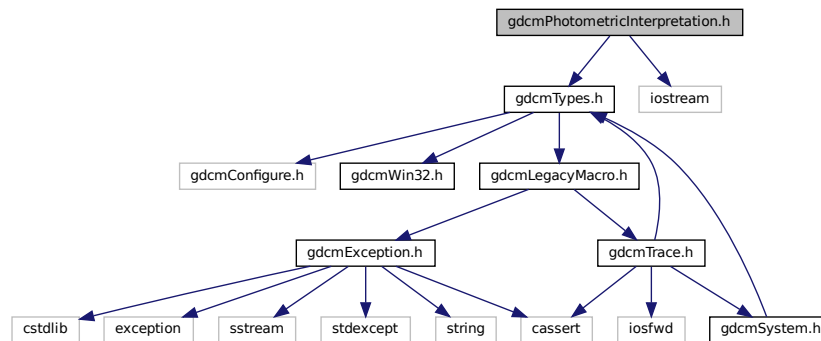 gdcmPhotometricInterpretation.h
gdcmTypes.h
iostream
gdcmConfigure.h
gdcmWin32.h
gdcmLegacyMacro.h
gdcmException.h
gdcmTrace.h
cstdlib
exception
sstream
stdexcept
string
cassert
iosfwd
gdcmSystem.h